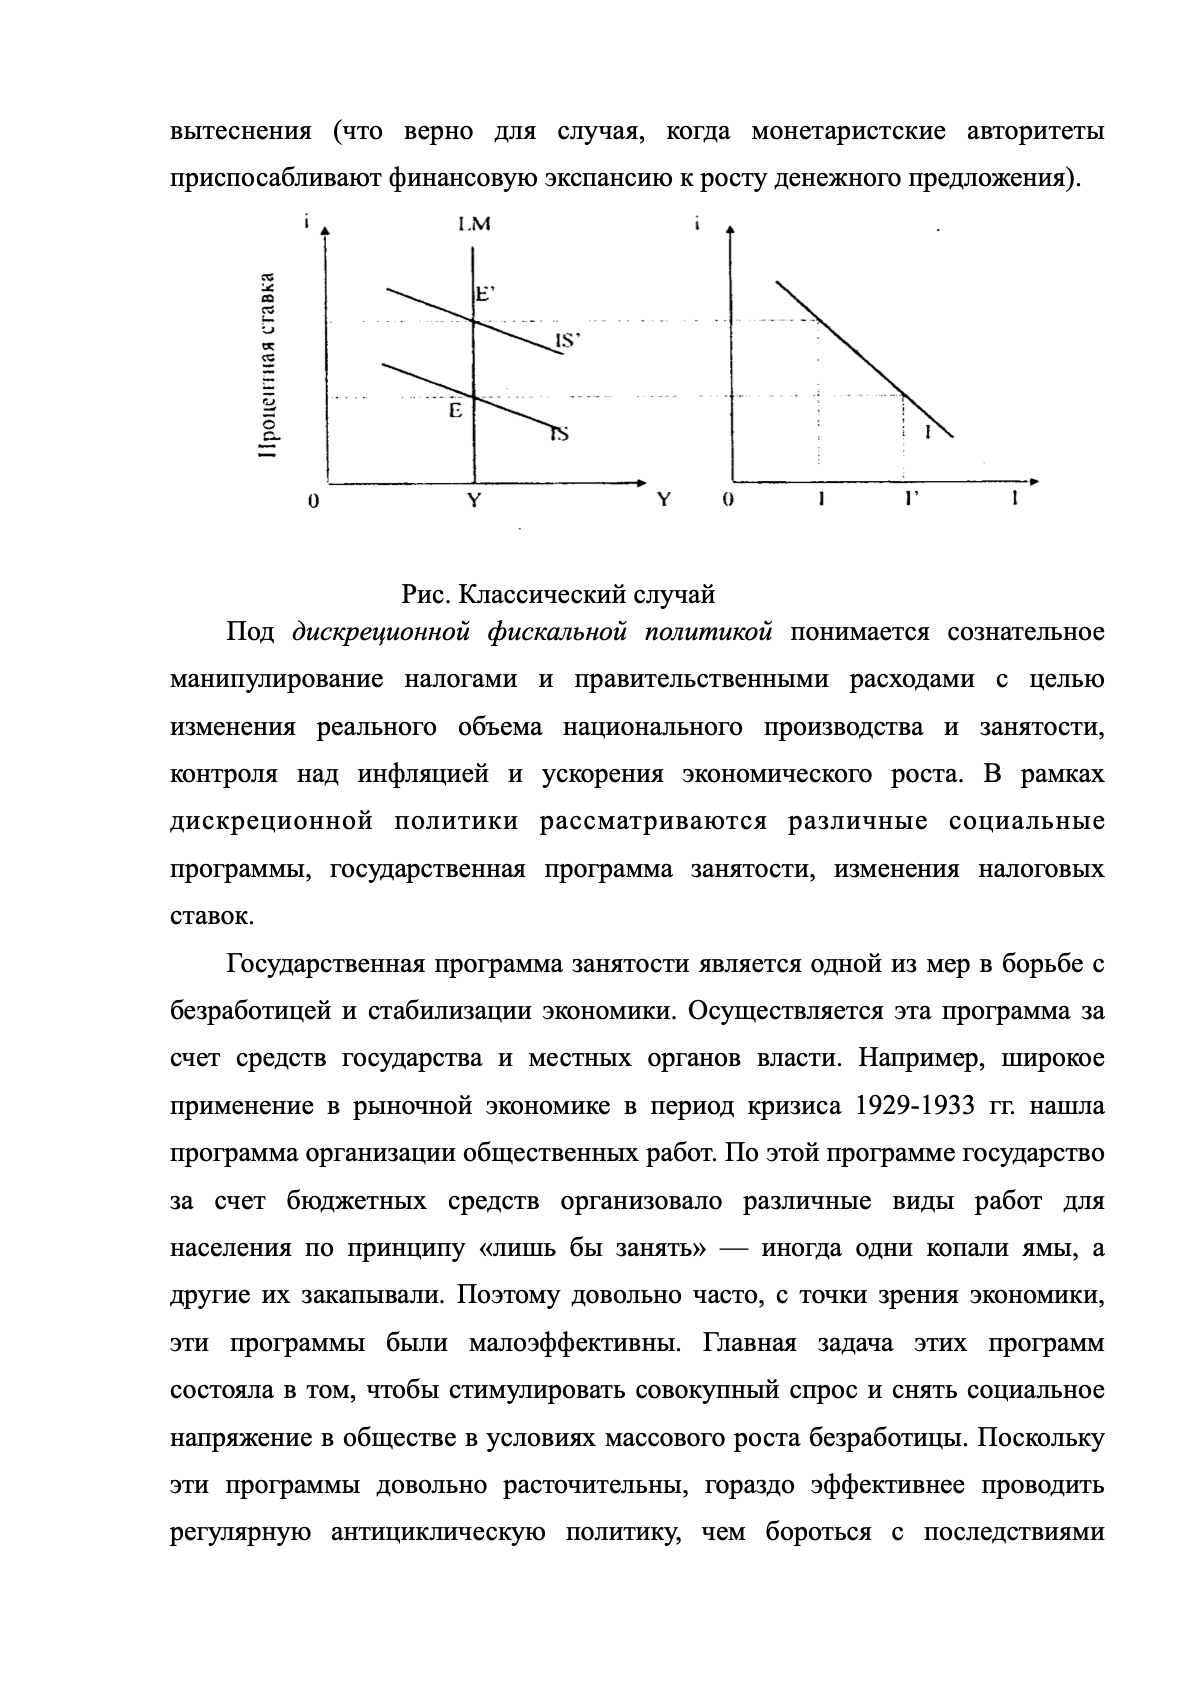 вытеснения (что верно для случая, когда монетаристские авторитеты
приспосабливают финансовую экспансию к росту денежного предложения).
i
LM
i
Процентная ставка
E’
IS’
E
IS
I
0
Y
Y
0
I
I’
I
Рис. Классический случай
Под дискреционной фискальной политикой понимается сознательное
манипулирование налогами и правительственными расходами с целью
изменения реального объема национального производства и занятости,
контроля над инфляцией и ускорения экономического роста. В рамках
дискреционной политики рассматриваются различные социальные
программы, государственная программа занятости, изменения налоговых
ставок.
Государственная программа занятости является одной из мер в борьбе с
безработицей и стабилизации экономики. Осуществляется эта программа за
счет средств государства и местных органов власти. Например, широкое
применение в рыночной экономике в период кризиса 1929-1933 гг. нашла
программа организации общественных работ. По этой программе государство
за счет бюджетных средств организовало различные виды работ для
населения по принципу «лишь бы занять» — иногда одни копали ямы, а
другие их закапывали. Поэтому довольно часто, с точки зрения экономики,
эти программы были малоэффективны. Главная задача этих программ
состояла в том, чтобы стимулировать совокупный спрос и снять социальное
напряжение в обществе в условиях массового роста безработицы. Поскольку
эти программы довольно расточительны, гораздо эффективнее проводить
регулярную антициклическую политику, чем бороться с последствиями